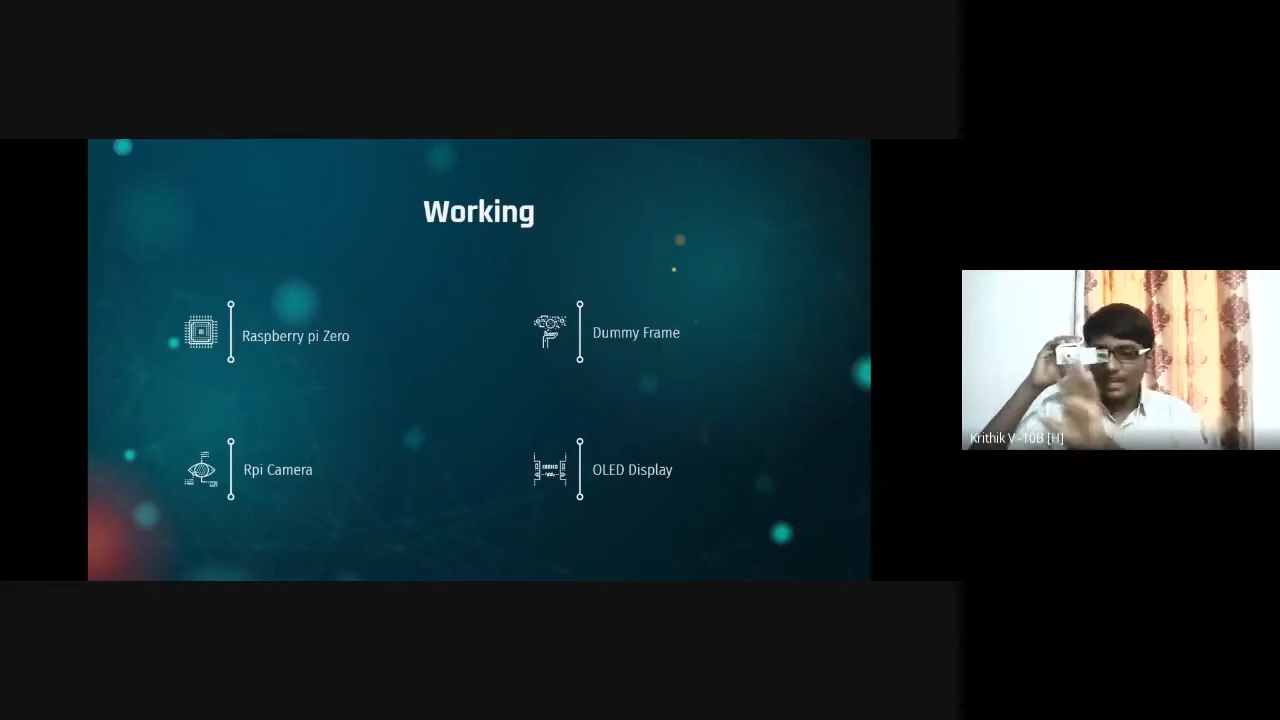 Working
Raspberry pi Zero
Dummy Frame
Rpi Camera
OLED Display
Krithik V -10B [H]